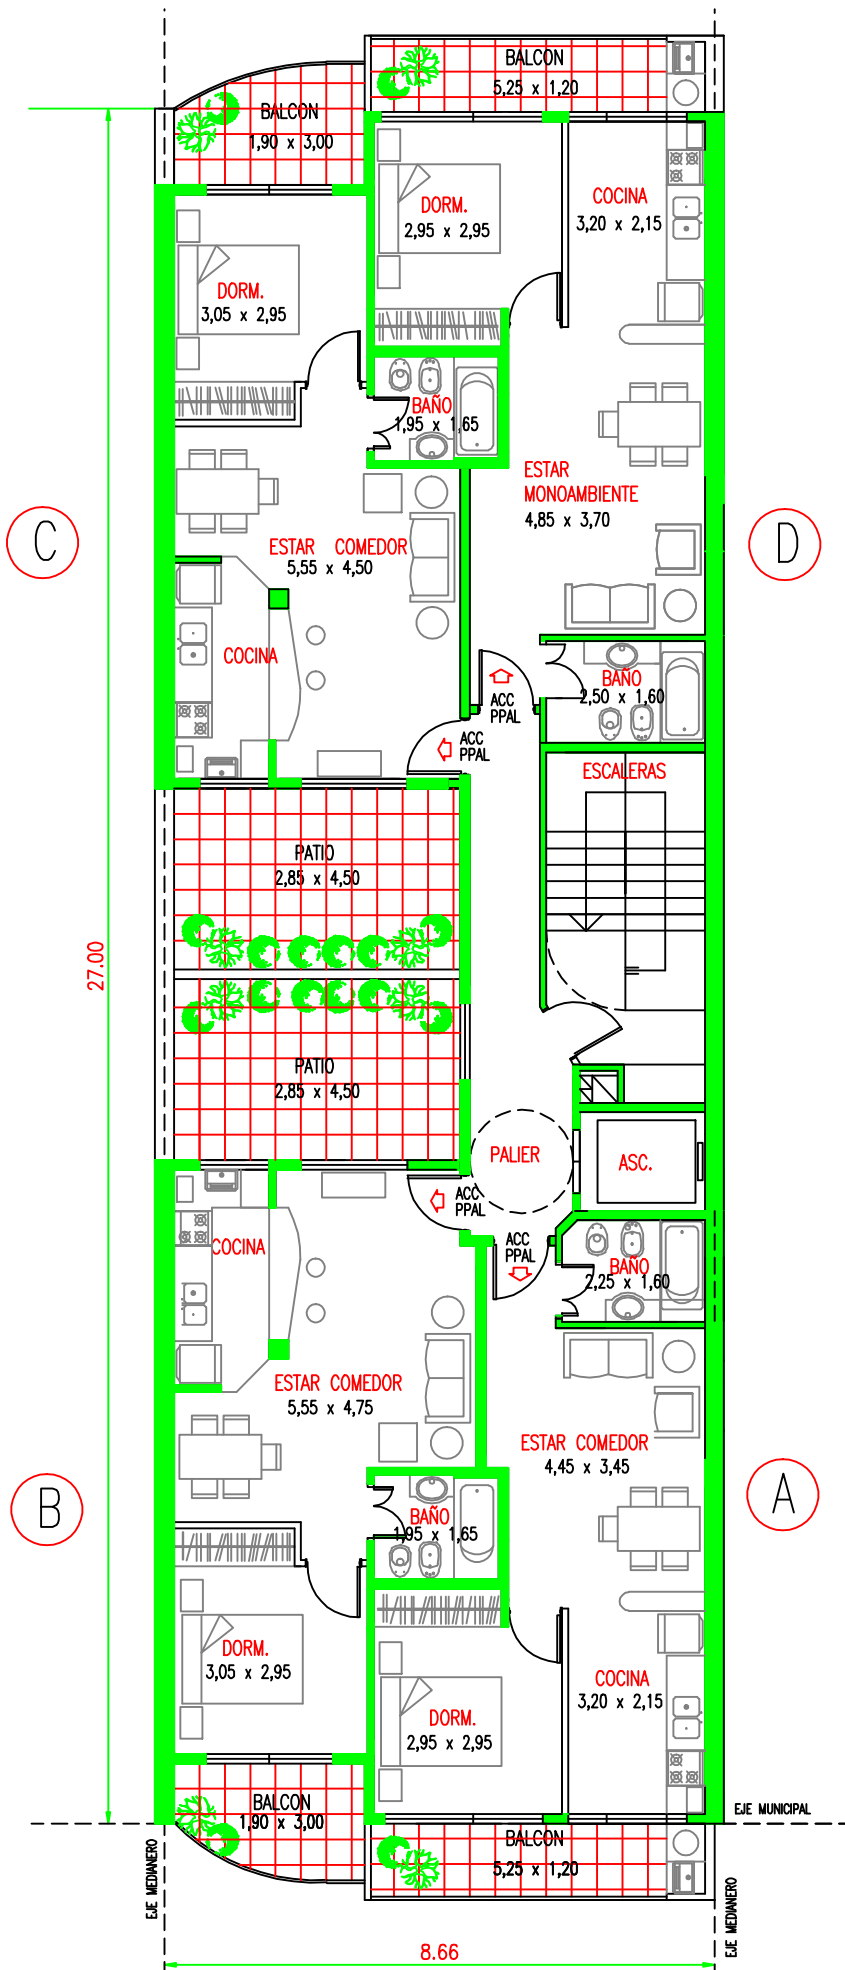 BALCON
5,25 x 1,20
BALCON
1,90 x 3,00
DORM.
2,95 x 2,95
COCINA
3,20 x 2,15
DORM.
3,05 x 2,95
BAÑO
1,95 x 1,65
ESTAR
MONOAMBIENTE
4,85 x 3,70
C
D
ESTAR COMEDOR
5,55 x 4,50
COCINA
BAÑO
2,50 x 1,60
ACC
PPAL
ACC
PPAL
ESCALERAS
PATIO
2,85 x 4,50
27.00
PATIO
2,85 x 4,50
PALIER
ASC.
ACC
PPAL
COCINA
ACC
PPAL
BAÑO
2,25 x 1,60
ESTAR COMEDOR
5,55 x 4,75
ESTAR COMEDOR
4,45 x 3,45
B
A
BAÑO
1,95 x 1,65
DORM.
3,05 x 2,95
COCINA
3,20 x 2,15
DORM.
2,95 x 2,95
BALCON
1,90 x 3,00
EJE MUNICIPAL
BALCON
5,25 x 1,20
EJE MEDIANERO
EJE MEDIANERO
8.66